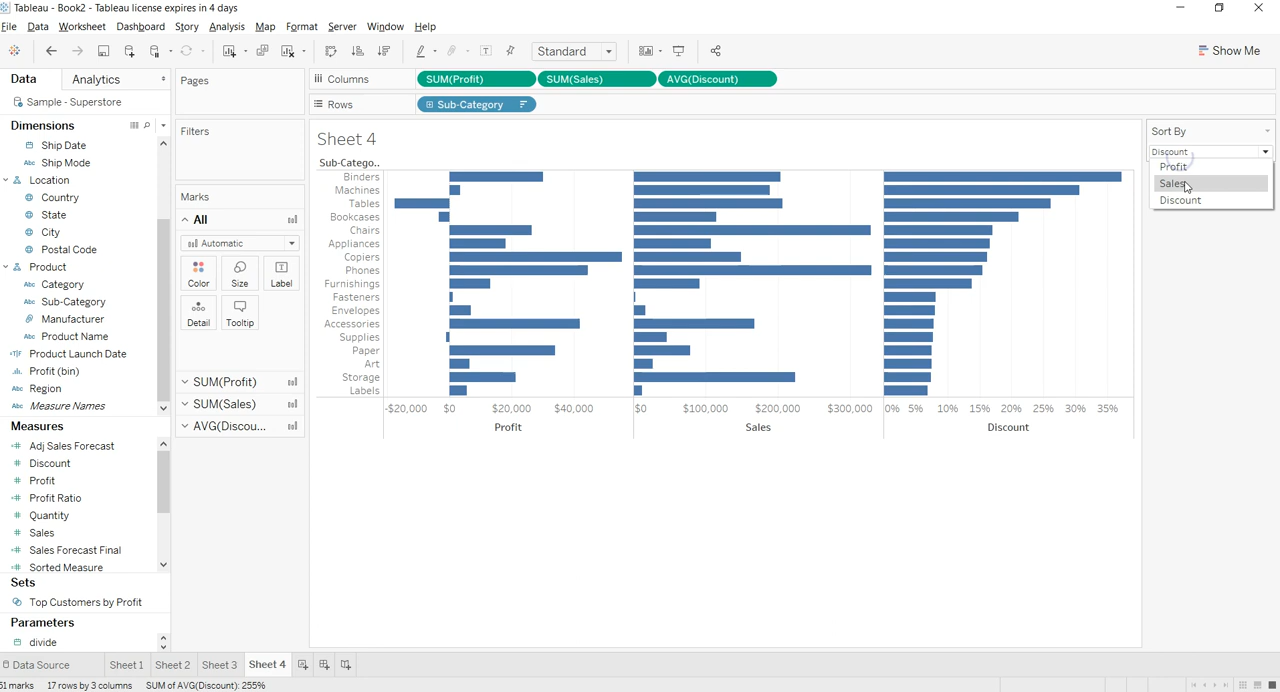 Tableau - Book2 - Tableau license expires in 4 days
File Data Worksheet Dashboard Story Analysis Map Format Server Window Help
Standard
Show Me
Data Analytics
Sample - Superstore
Dimensions
Ship Date
Abc Ship Mode
Location
Country
State
City
Postal Code
Product
Abc Category
Abc Sub-Category
Manufacturer
Abc Product Name
=T|F Product Launch Date
Profit (bin)
Abc Region
Abc Measure Names
Measures
=# Adj Sales Forecast
# Discount
# Profit
=# Profit Ratio
# Quantity
# Sales
=# Sales Forecast Final
=# Sorted Measure
Sets
Top Customers by Profit
Parameters
divide
Pages
Filters
Marks
All
Automatic
Color Size Label
Detail Tooltip
SUM(Profit)
SUM(Sales)
AVG(Discou...
Columns SUM(Profit) SUM(Sales) AVG(Discount)
Rows Sub-Category
Sheet 4
Sub-Catego..
Binders
Machines
Tables
Bookcases
Chairs
Appliances
Copiers
Phones
Furnishings
Fasteners
Envelopes
Accessories
Supplies
Paper
Art
Storage
Labels
-$20,000 $0 $20,000 $40,000 $0 $100,000 $200,000 $300,000 0% 5% 10% 15% 20% 25% 30% 35%
Profit Sales Discount
Sort By
Discount
Profit
Sales
Discount
Data Source Sheet 1 Sheet 2 Sheet 3 Sheet 4
51 marks 17 rows by 3 columns SUM of AVG(Discount): 255%